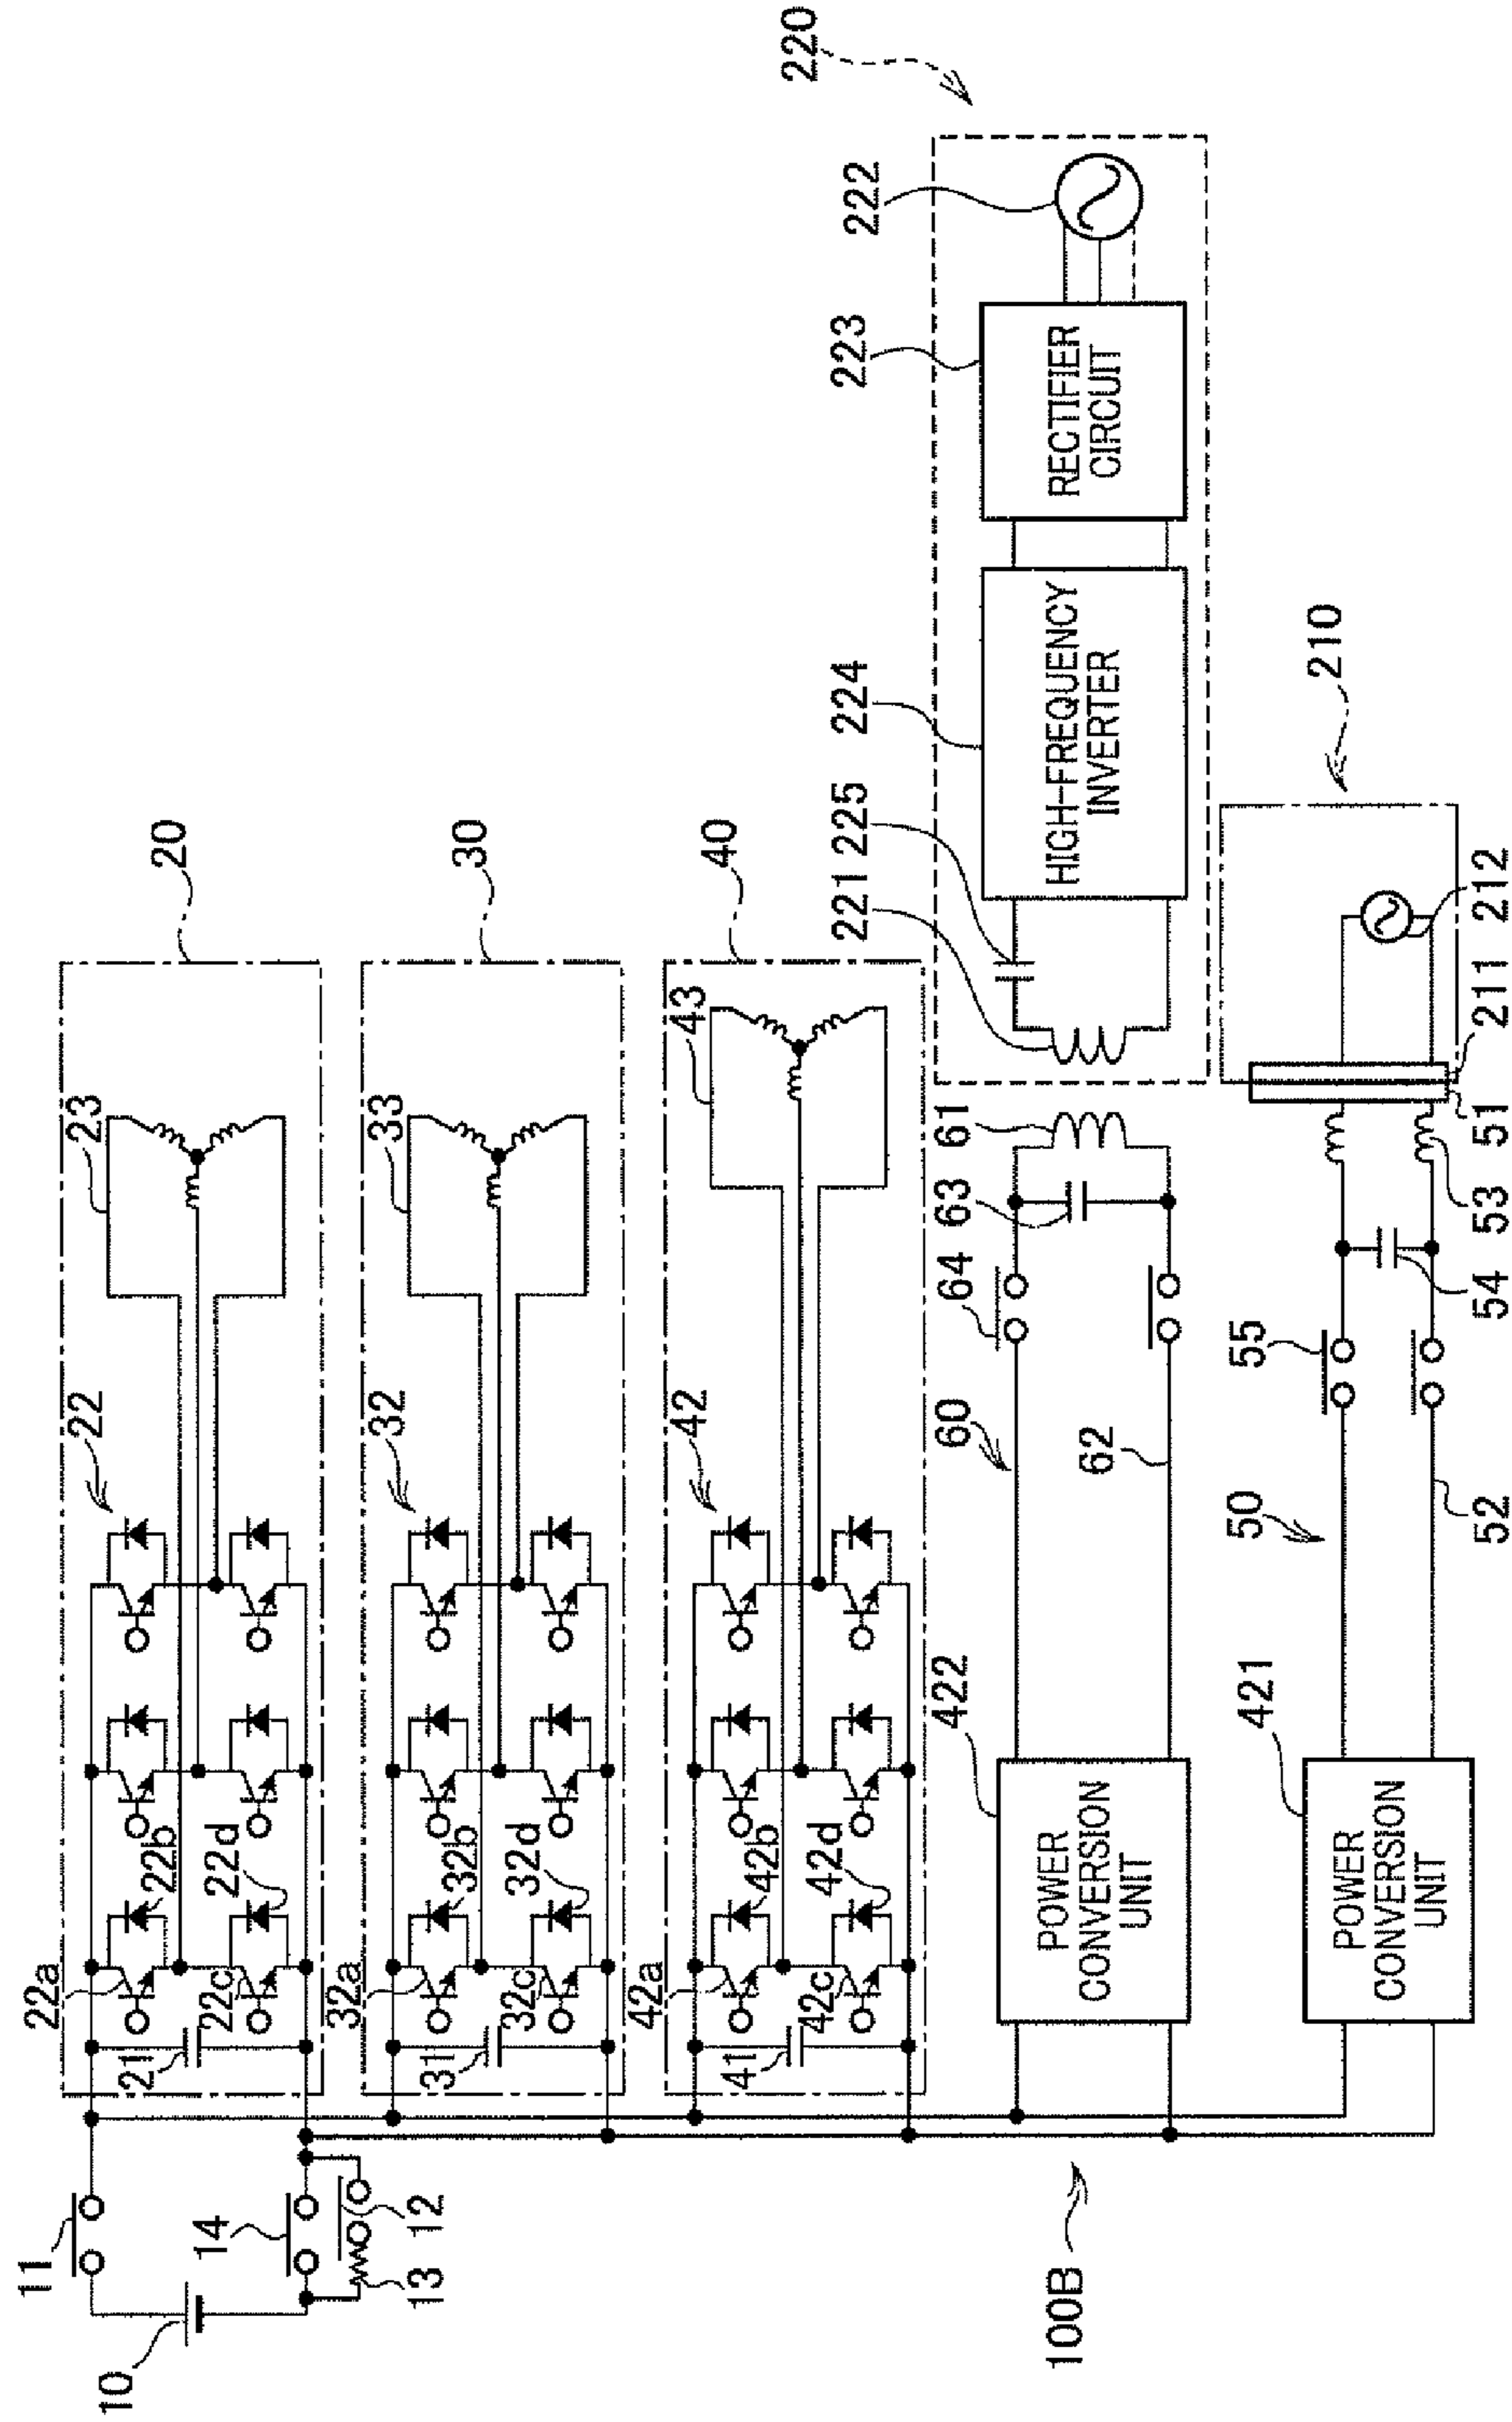 10
11
14
12
13
20
21
22a
22b
22c
22d
22
23
30
31
32a
32b
32c
32d
32
33
40
41
42a
42b
42c
42d
42
43
220
221
225
224
223
222
HIGH-FREQUENCY
INVERTER
RECTIFIER
CIRCUIT
422
POWER
CONVERSION
UNIT
60
62
64
63
61
421
POWER
CONVERSION
UNIT
50
52
55
54
53
51
211
212
210
100B